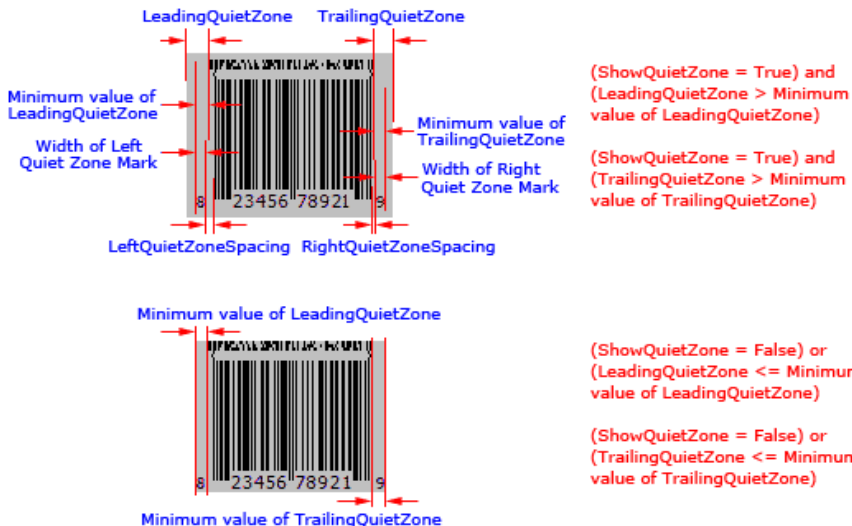 LeadingQuietZone
TrailingQuietZone
Minimum value of
LeadingQuietZone
Width of Left
Quiet Zone Mark
Minimum value of
TrailingQuietZone
Width of Right
Quiet Zone Mark
8 23456 78921 9
LeftQuietZoneSpacing
RightQuietZoneSpacing
(ShowQuietZone = True) and
(LeadingQuietZone > Minimum
value of LeadingQuietZone)
(ShowQuietZone = True) and
(TrailingQuietZone > Minimum
value of TrailingQuietZone)
Minimum value of LeadingQuietZone
8 23456 78921 9
Minimum value of TrailingQuietZone
(ShowQuietZone = False) or
(LeadingQuietZone <= Minimum
value of LeadingQuietZone)
(ShowQuietZone = False) or
(TrailingQuietZone <= Minimum
value of TrailingQuietZone)